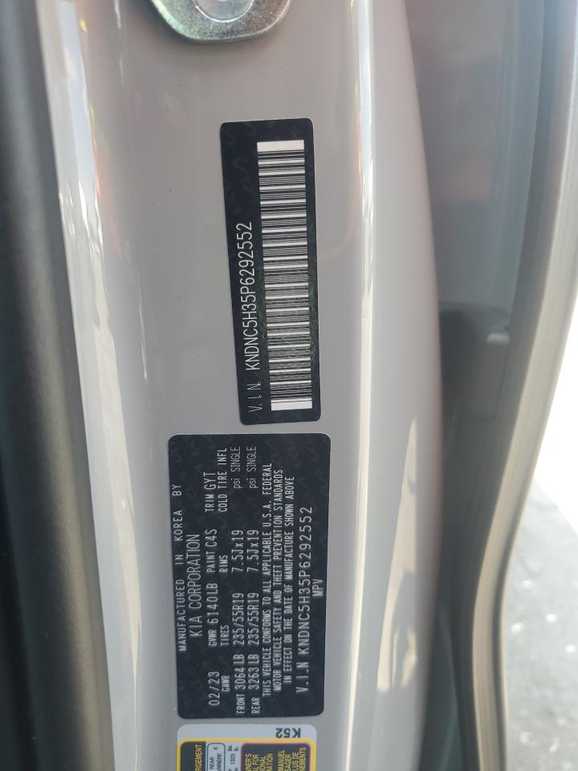 V.I.N. KNDNC5H35P6292552
MANUFACTURED IN KOREA BY
KIA CORPORATION
02/23 GVWR 6140LB PAINT C4S TRIM GYT
GAWR TIRES RIMS COLD TIRE INFL
FRONT 3064LB 235/55R19 7.5Jx19 psi SINGLE
REAR 3263LB 235/55R19 7.5Jx19 psi SINGLE
THIS VEHICLE CONFORMS TO ALL APPLICABLE U.S.A. FEDERAL
MOTOR VEHICLE SAFETY AND THEFT PREVENTION STANDARDS
IN EFFECT ON THE DATE OF MANUFACTURE SHOWN ABOVE
V.I.N KNDNC5H35P6292552
MPV
K52